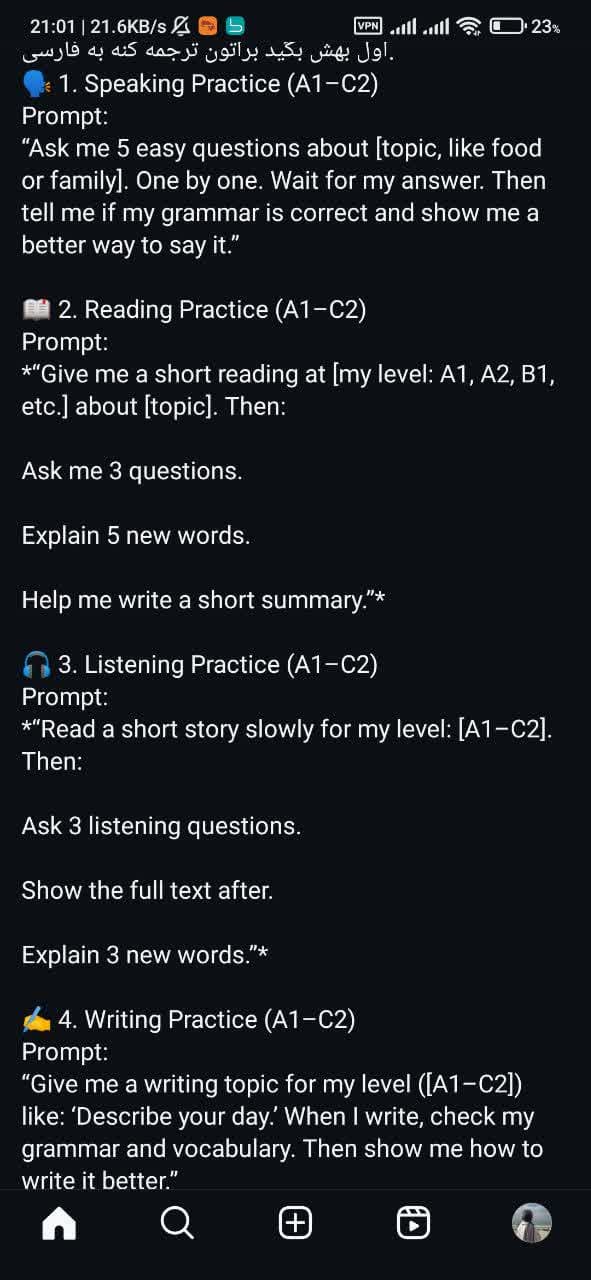 21:01 | 21.6KB/s
VPN
23%
اول بهش بگید براتون ترجمه کنه به فارسی.
1. Speaking Practice (A1–C2)
Prompt:
“Ask me 5 easy questions about [topic, like food
or family]. One by one. Wait for my answer. Then
tell me if my grammar is correct and show me a
better way to say it.”
2. Reading Practice (A1–C2)
Prompt:
*“Give me a short reading at [my level: A1, A2, B1,
etc.] about [topic]. Then:
Ask me 3 questions.
Explain 5 new words.
Help me write a short summary.”*
3. Listening Practice (A1–C2)
Prompt:
*“Read a short story slowly for my level: [A1–C2].
Then:
Ask 3 listening questions.
Show the full text after.
Explain 3 new words.”*
4. Writing Practice (A1–C2)
Prompt:
“Give me a writing topic for my level ([A1–C2])
like: ‘Describe your day.’ When I write, check my
grammar and vocabulary. Then show me how to
write it better.”